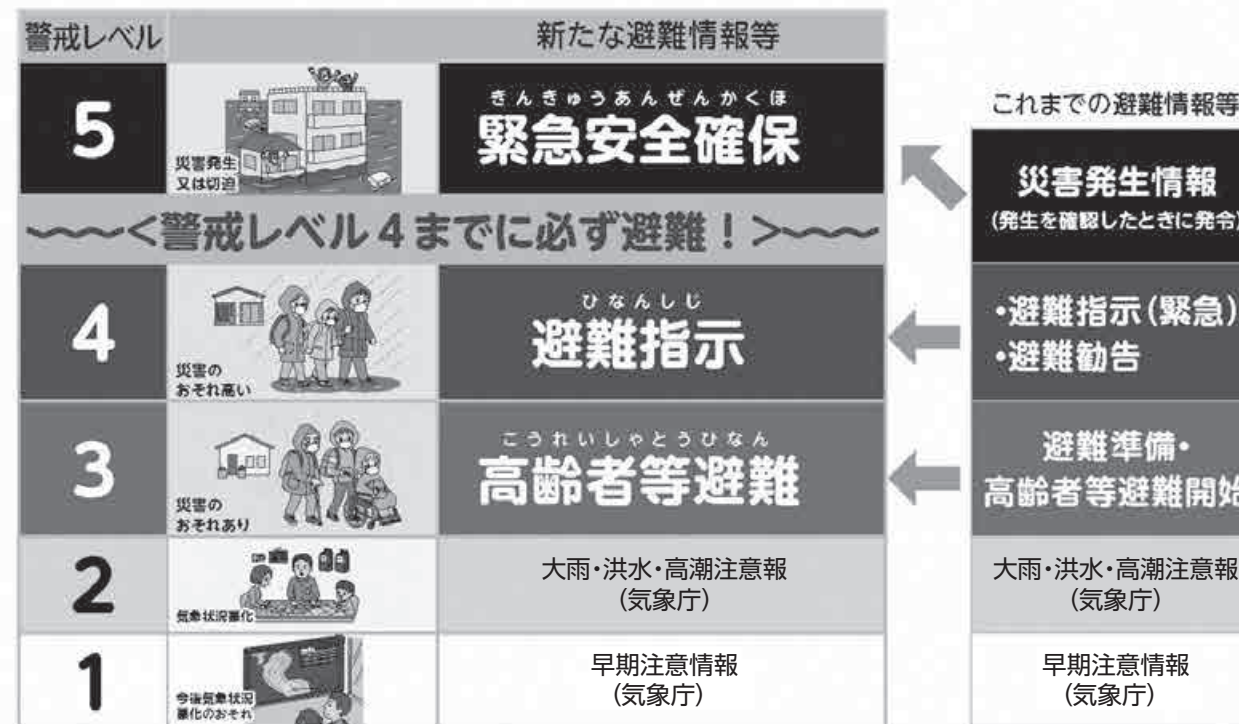 警戒レベル
新たな避難情報等
5
災害発生
又は切迫
きんきゅうあんぜんかくほ
緊急安全確保
<警戒レベル4までに必ず避難！>
4
災害の
おそれ高い
ひなんしじ
避難指示
3
災害の
おそれあり
こうれいしゃとうひなん
高齢者等避難
2
気象状況悪化
大雨・洪水・高潮注意報
(気象庁)
1
今後気象状況
悪化のおそれ
早期注意情報
(気象庁)
これまでの避難情報等
災害発生情報
(発生を確認したときに発令)
・避難指示(緊急)
・避難勧告
避難準備・
高齢者等避難開始
大雨・洪水・高潮注意報
(気象庁)
早期注意情報
(気象庁)